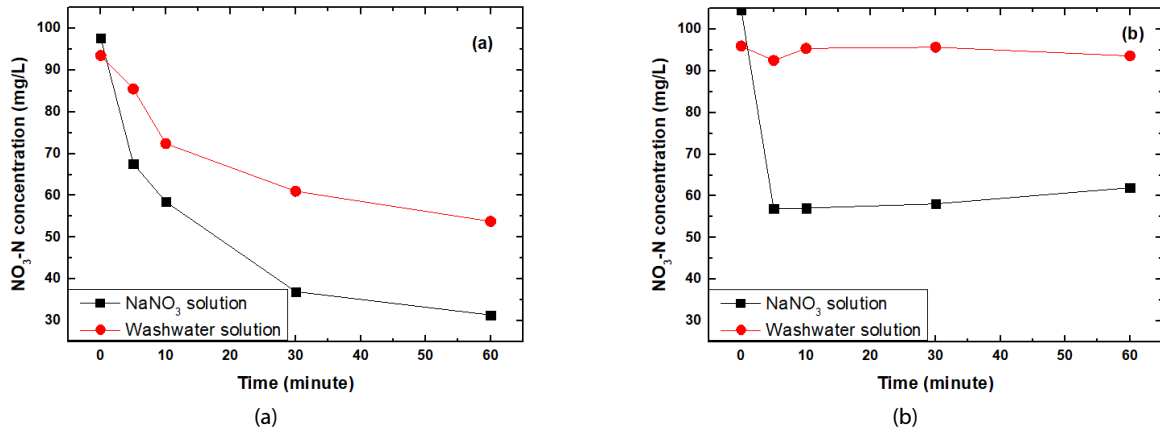 100
90
80
70
60
50
40
30
NO₃-N concentration (mg/L)
(a)
NaNO₃ solution
Washwater solution
0 10 20 30 40 50 60
Time (minute)
(a)
100
90
80
70
60
50
40
30
NO₃-N concentration (mg/L)
(b)
NaNO₃ solution
Washwater solution
0 10 20 30 40 50 60
Time (minute)
(b)